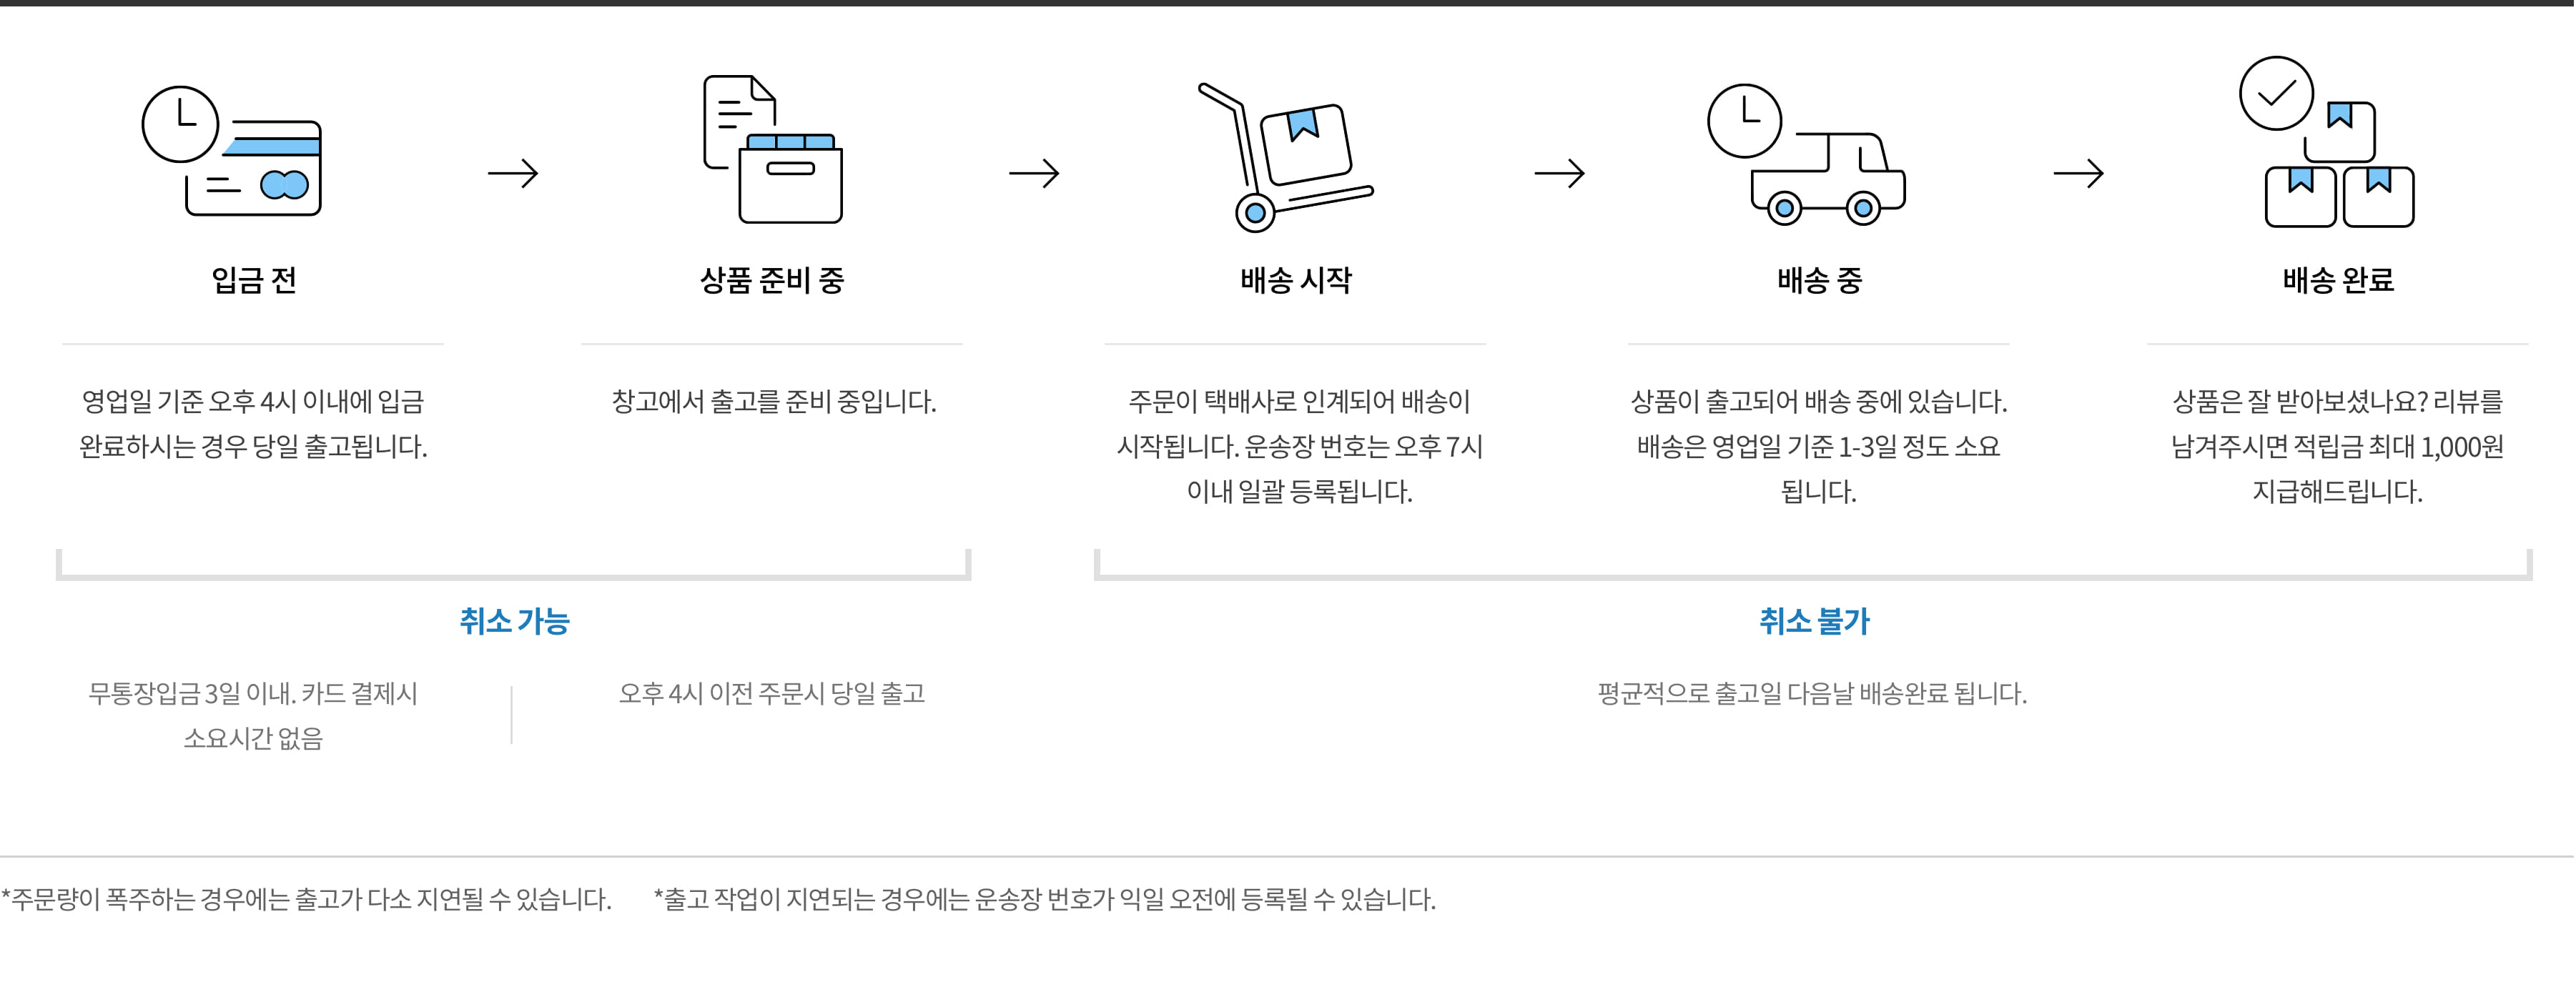 입금 전
영업일 기준 오후 4시 이내에 입금
완료하시는 경우 당일 출고됩니다.
상품 준비 중
창고에서 출고를 준비 중입니다.
배송 시작
주문이 택배사로 인계되어 배송이
시작됩니다. 운송장 번호는 오후 7시
이내 일괄 등록됩니다.
배송 중
상품이 출고되어 배송 중에 있습니다.
배송은 영업일 기준 1-3일 정도 소요
됩니다.
배송 완료
상품은 잘 받아보셨나요? 리뷰를
남겨주시면 적립금 최대 1,000원
지급해드립니다.
취소 가능
무통장입금 3일 이내. 카드 결제시
소요시간 없음
오후 4시 이전 주문시 당일 출고
취소 불가
평균적으로 출고일 다음날 배송완료 됩니다.
*주문량이 폭주하는 경우에는 출고가 다소 지연될 수 있습니다.
*출고 작업이 지연되는 경우에는 운송장 번호가 익일 오전에 등록될 수 있습니다.